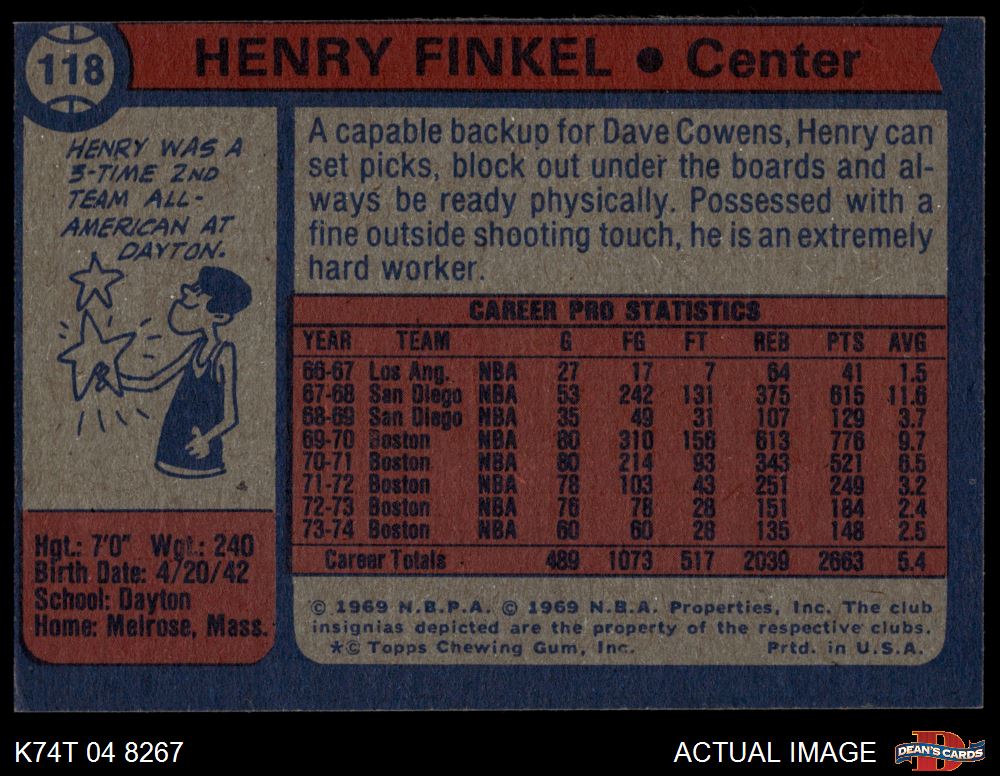 118
HENRY FINKEL ● Center
HENRY WAS A
3-TIME 2ND
TEAM ALL-
AMERICAN AT
DAYTON.
A capable backup for Dave Cowens, Henry can
set picks, block out under the boards and al-
ways be ready physically. Possessed with a
fine outside shooting touch, he is an extremely
hard worker.
CAREER PRO STATISTICS
YEAR TEAM G FG FT REB PTS AVG
66-67 Los Ang. NBA 27 17 7 64 41 1.5
67-68 San Diego NBA 53 242 131 375 615 11.6
68-69 San Diego NBA 35 49 31 107 129 3.7
69-70 Boston NBA 80 310 156 613 776 9.7
70-71 Boston NBA 80 214 93 343 521 6.5
71-72 Boston NBA 78 103 43 251 249 3.2
72-73 Boston NBA 76 78 28 151 184 2.4
73-74 Boston NBA 60 60 28 135 148 2.5
Career Totals 489 1073 517 2039 2663 5.4
Hgt.: 7'0" Wgt.: 240
Birth Date: 4/20/42
School: Dayton
Home: Melrose, Mass.
© 1969 N.B.P.A. © 1969 N.B.A. Properties, Inc. The club
insignias depicted are the property of the respective clubs.
*© Topps Chewing Gum, Inc. Prtd. in U.S.A.
K74T 04 8267
ACTUAL IMAGE
DEAN'S CARDS